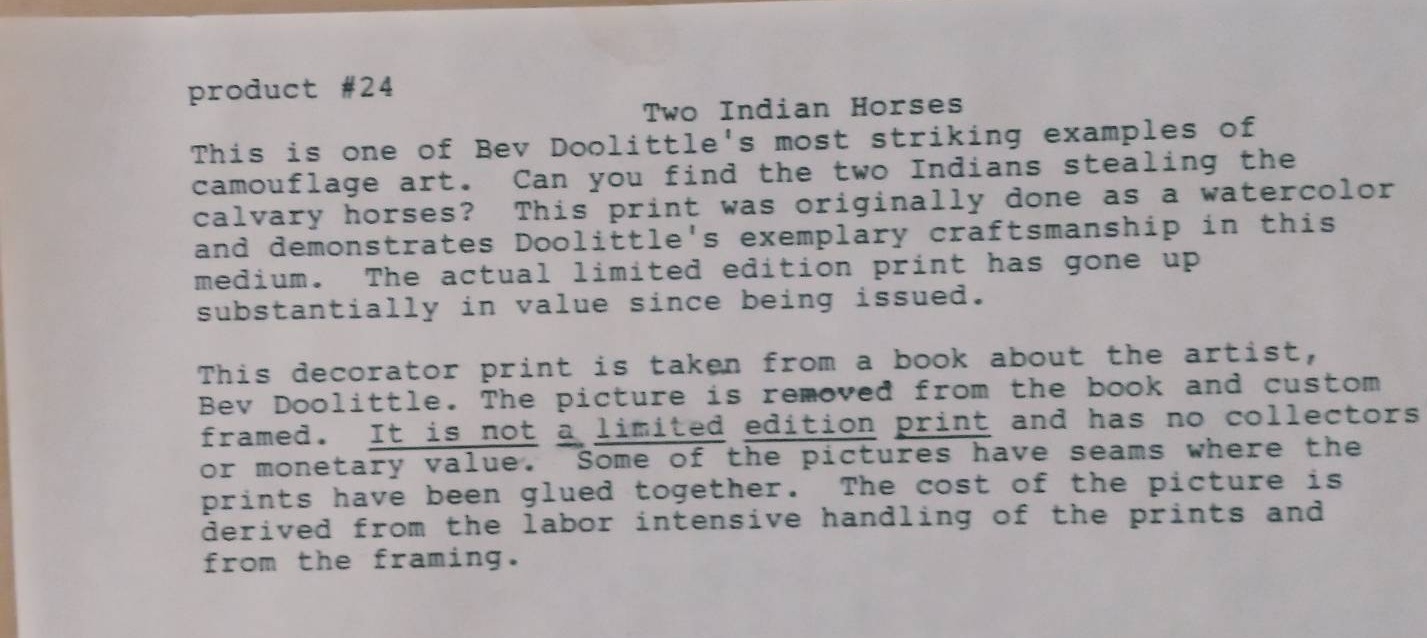 product #24
Two Indian Horses
This is one of Bev Doolittle's most striking examples of
camouflage art. Can you find the two Indians stealing the
calvary horses? This print was originally done as a watercolor
and demonstrates Doolittle's exemplary craftsmanship in this
medium. The actual limited edition print has gone up
substantially in value since being issued.
This decorator print is taken from a book about the artist,
Bev Doolittle. The picture is removed from the book and custom
framed. It is not a limited edition print and has no collectors
or monetary value. Some of the pictures have seams where the
prints have been glued together. The cost of the picture is
derived from the labor intensive handling of the prints and
from the framing.